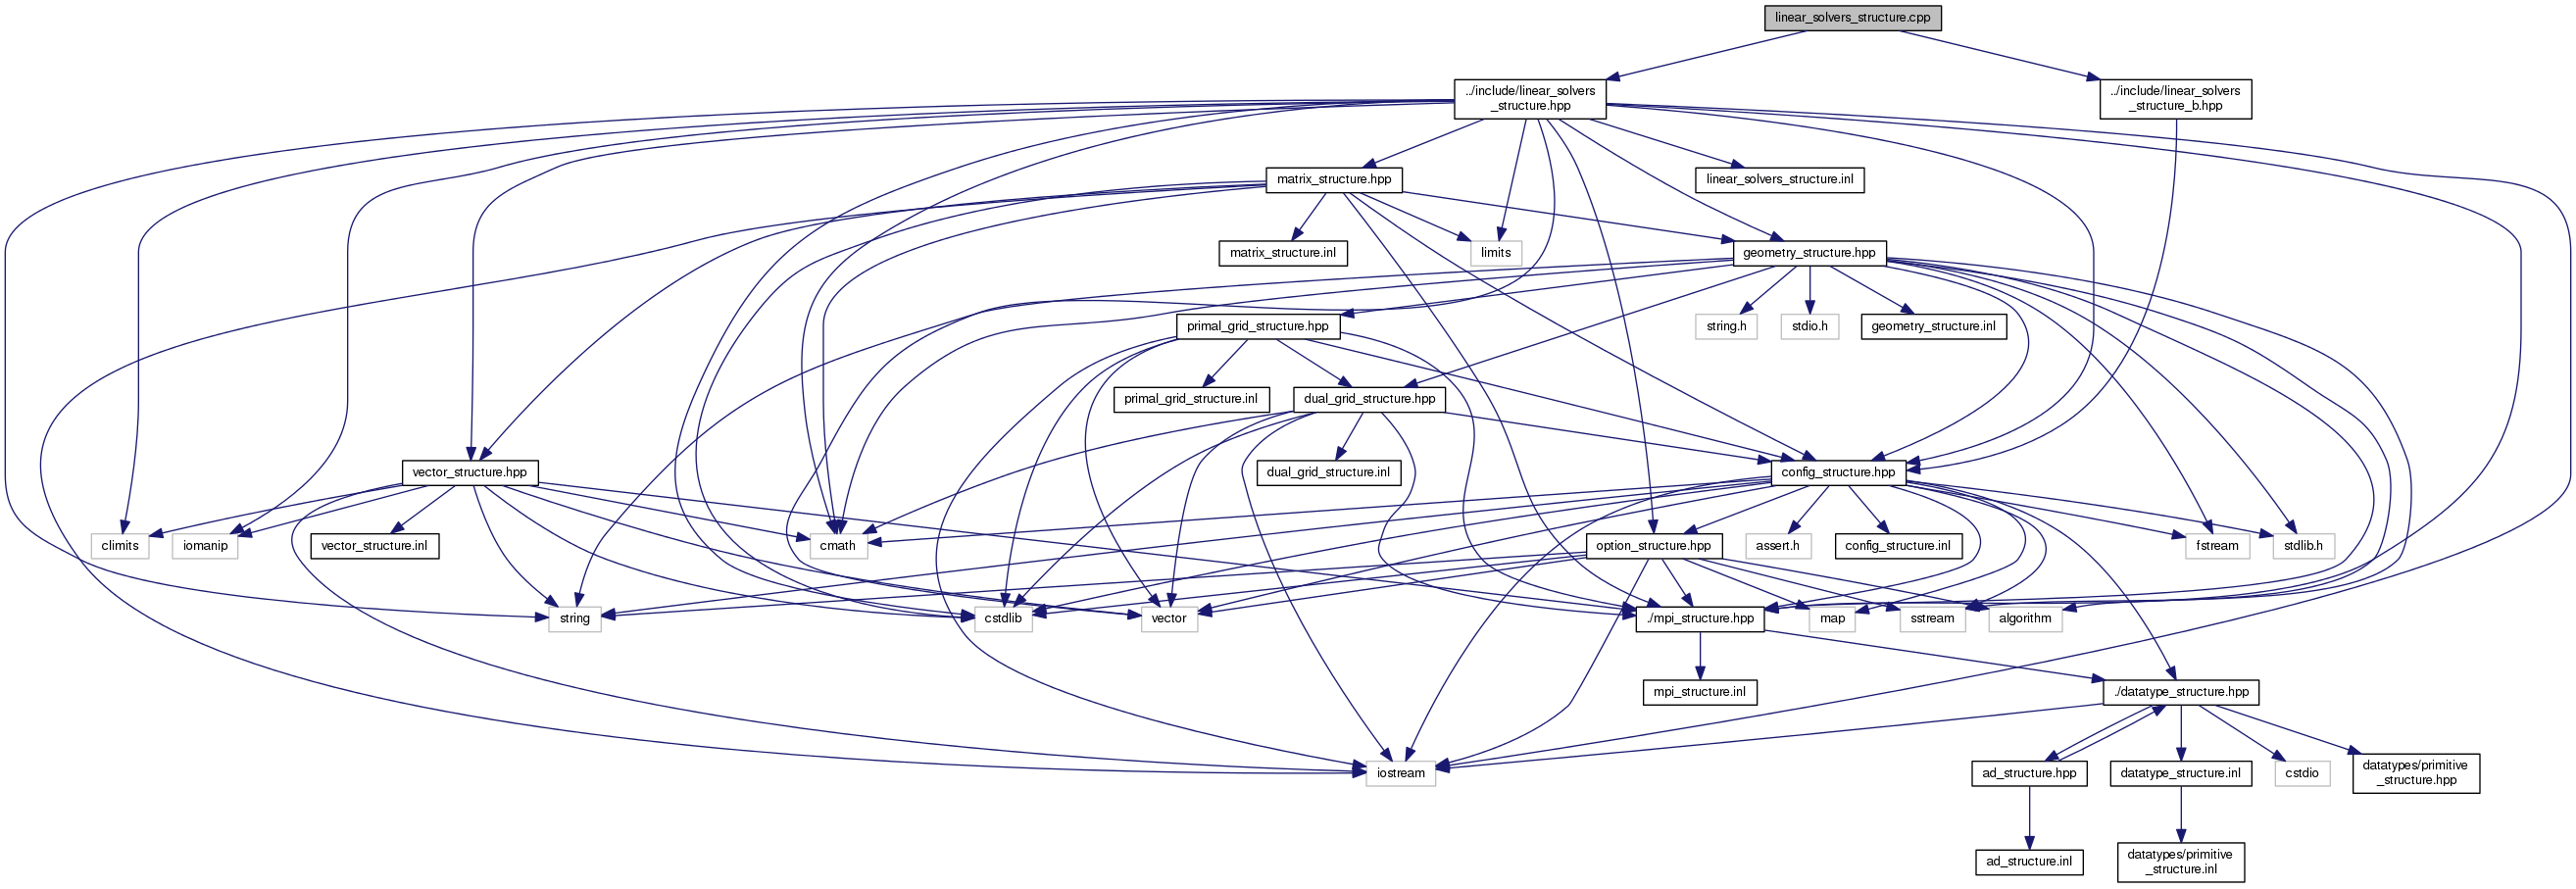 linear_solvers_structure.cpp
../include/linear_solvers
_structure.hpp
../include/linear_solvers
_structure_b.hpp
matrix_structure.hpp
linear_solvers_structure.inl
matrix_structure.inl
limits
geometry_structure.hpp
primal_grid_structure.hpp
string.h
stdio.h
geometry_structure.inl
primal_grid_structure.inl
dual_grid_structure.hpp
vector_structure.hpp
dual_grid_structure.inl
config_structure.hpp
climits
iomanip
vector_structure.inl
cmath
option_structure.hpp
assert.h
config_structure.inl
fstream
stdlib.h
string
cstdlib
vector
./mpi_structure.hpp
map
sstream
algorithm
mpi_structure.inl
./datatype_structure.hpp
iostream
ad_structure.hpp
datatype_structure.inl
cstdio
datatypes/primitive
_structure.hpp
ad_structure.inl
datatypes/primitive
_structure.inl